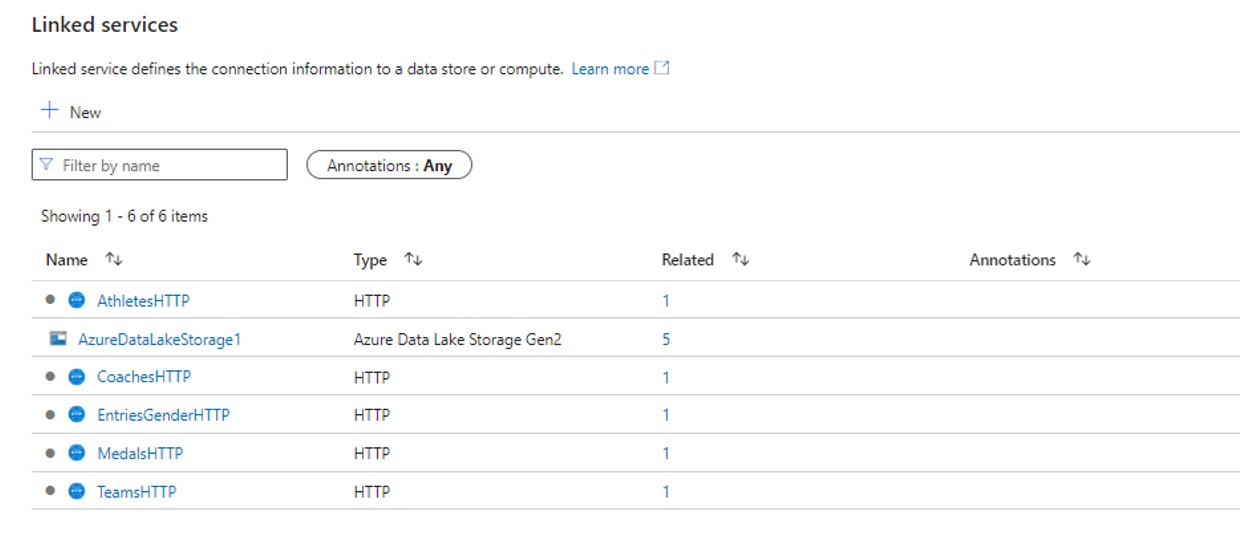 Linked services
Linked service defines the connection information to a data store or compute. Learn more
New
Filter by name
Annotations : Any
Showing 1 - 6 of 6 items
Name Type Related Annotations
AthletesHTTP HTTP 1
AzureDataLakeStorage1 Azure Data Lake Storage Gen2 5
CoachesHTTP HTTP 1
EntriesGenderHTTP HTTP 1
MedalsHTTP HTTP 1
TeamsHTTP HTTP 1